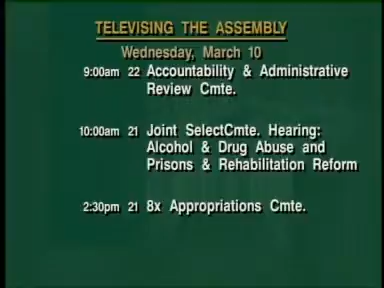 TELEVISING THE ASSEMBLY
Wednesday, March 10
9:00am 22 Accountability & Administrative
Review Cmte.
10:00am 21 Joint SelectCmte. Hearing:
Alcohol & Drug Abuse and
Prisons & Rehabilitation Reform
2:30pm 21 8x Appropriations Cmte.